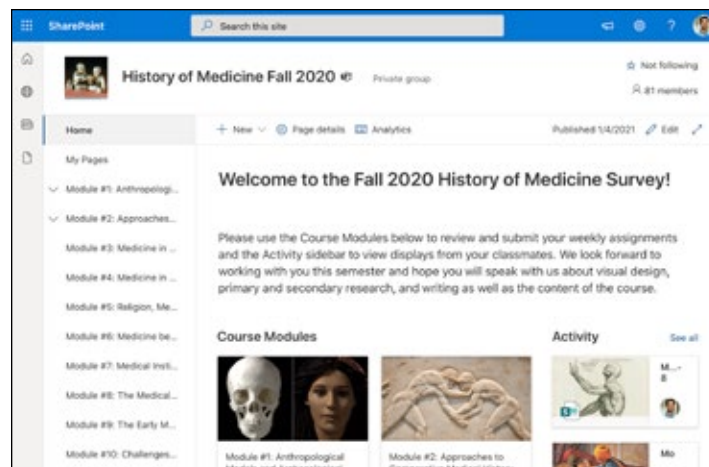 SharePoint
Search this site
?
History of Medicine Fall 2020
Private group
Not following
81 members
Home
+ New
Page details
Analytics
Published 1/4/2021
Edit
My Pages
Module #1: Anthropologi...
Module #2: Approaches...
Module #3: Medicine in ...
Module #4: Medicine in ...
Module #5: Religion, Me...
Module #6: Medicine be...
Module #7: Medical Insti...
Module #8: The Medical...
Module #9: The Early M...
Module #10: Challenges...
Welcome to the Fall 2020 History of Medicine Survey!
Please use the Course Modules below to review and submit your weekly assignments
and the Activity sidebar to view displays from your classmates. We look forward to
working with you this semester and hope you will speak with us about visual design,
primary and secondary research, and writing as well as the content of the course.
Course Modules
Module #1: Anthropological
Module #2: Approaches to
Activity
See all
M...-
8
Mo